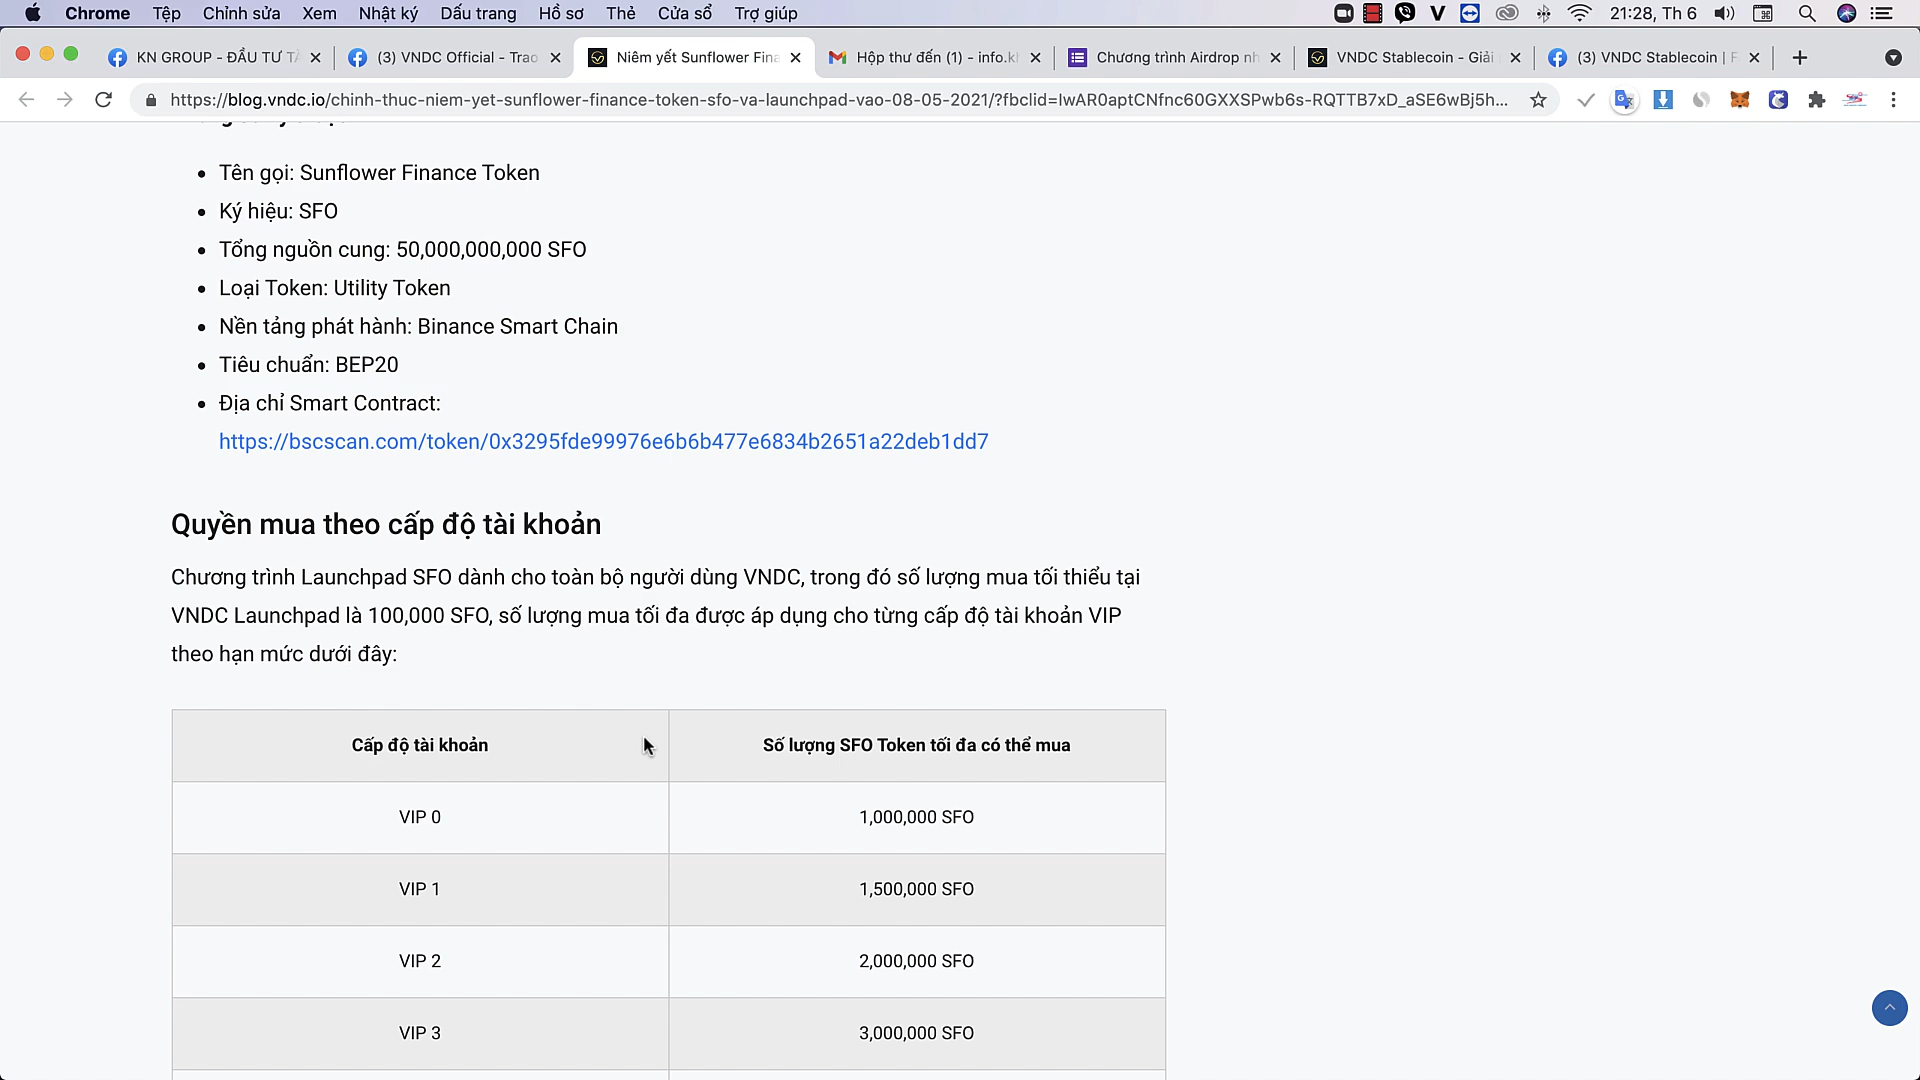 Chrome Tệp Chỉnh sửa Xem Nhật ký Dấu trang Hồ sơ Thẻ Cửa sổ Trợ giúp 21:28, Th 6
KN GROUP - ĐẦU TƯ TÀ (3) VNDC Official - Trao Niêm yết Sunflower Fina Hộp thư đến (1) - info.kh Chương trình Airdrop nh VNDC Stablecoin - Giải (3) VNDC Stablecoin | F
https://blog.vndc.io/chinh-thuc-niem-yet-sunflower-finance-token-sfo-va-launchpad-vao-08-05-2021/?fbclid=IwAR0aptCNfnc60GXXSPwb6s-RQTTB7xD_aSE6wBj5h...
Tên gọi: Sunflower Finance Token
Ký hiệu: SFO
Tổng nguồn cung: 50,000,000,000 SFO
Loại Token: Utility Token
Nền tảng phát hành: Binance Smart Chain
Tiêu chuẩn: BEP20
Địa chỉ Smart Contract:
https://bscscan.com/token/0x3295fde99976e6b6b477e6834b2651a22deb1dd7
Quyền mua theo cấp độ tài khoản
Chương trình Launchpad SFO dành cho toàn bộ người dùng VNDC, trong đó số lượng mua tối thiểu tại
VNDC Launchpad là 100,000 SFO, số lượng mua tối đa được áp dụng cho từng cấp độ tài khoản VIP
theo hạn mức dưới đây:
Cấp độ tài khoản Số lượng SFO Token tối đa có thể mua
VIP 0 1,000,000 SFO
VIP 1 1,500,000 SFO
VIP 2 2,000,000 SFO
VIP 3 3,000,000 SFO